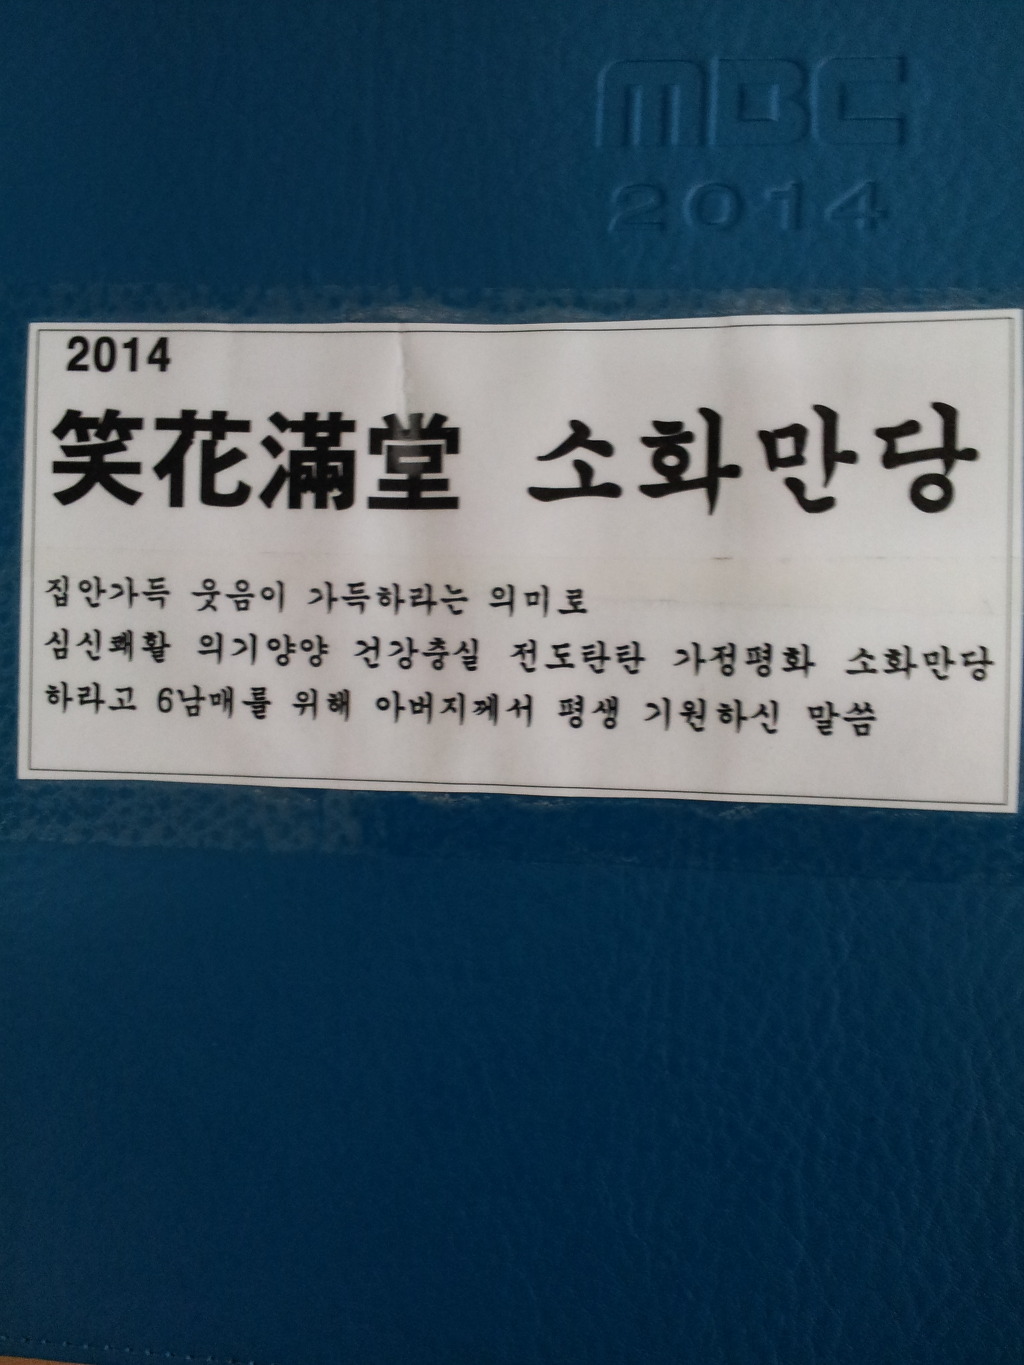 MBC
2014
2014
笑花滿堂 소화만당
집안가득 웃음이 가득하라는 의미로
심신쾌활 의기양양 건강충실 전도탄탄 가정평화 소화만당
하라고 6남매를 위해 아버지께서 평생 기원하신 말씀